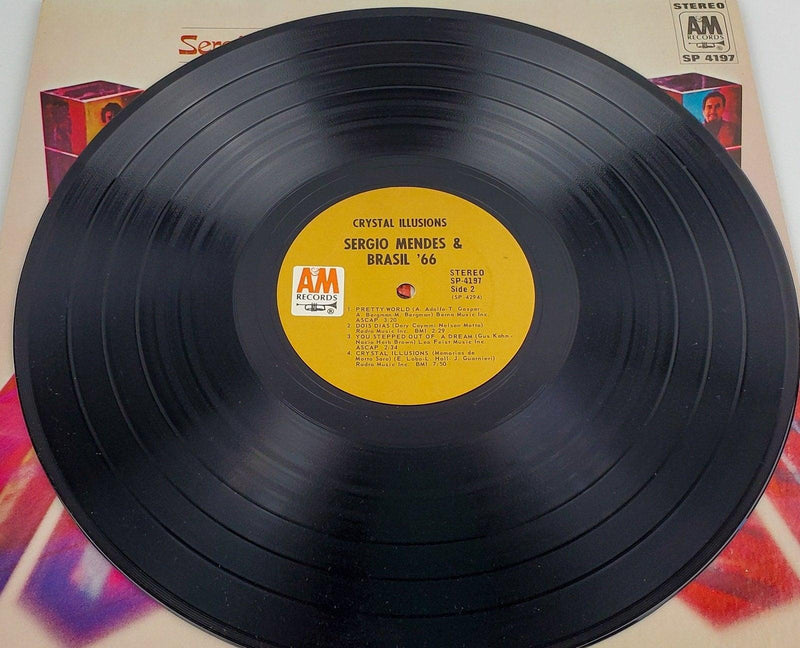 Serg
STEREO
AM
RECORDS
SP 4197
CRYSTAL ILLUSIONS
SERGIO MENDES &
BRASIL '66
STEREO
SP-4197
Side 2
(SP-4294)
AM
RECORDS
®
1. PRETTY WORLD (A. Adolfo-T. Gaspar-
A. Bergman-M. Bergman) Berna Music Inc.
ASCAP 3:20
2. DOIS DIAS (Dory Caymmi-Nelson Motta)
Rodra Music Inc. BMI 2:29
3. YOU STEPPED OUT OF A DREAM (Gus Kahn-
Nacio Herb Brown) Leo Feist Music Inc.
ASCAP 2:34
4. CRYSTAL ILLUSIONS (Memorias de
Marta Saré) (E. Lobo-L. Hall-J. Guarnieri)
Rodra Music Inc. BMI 7:50